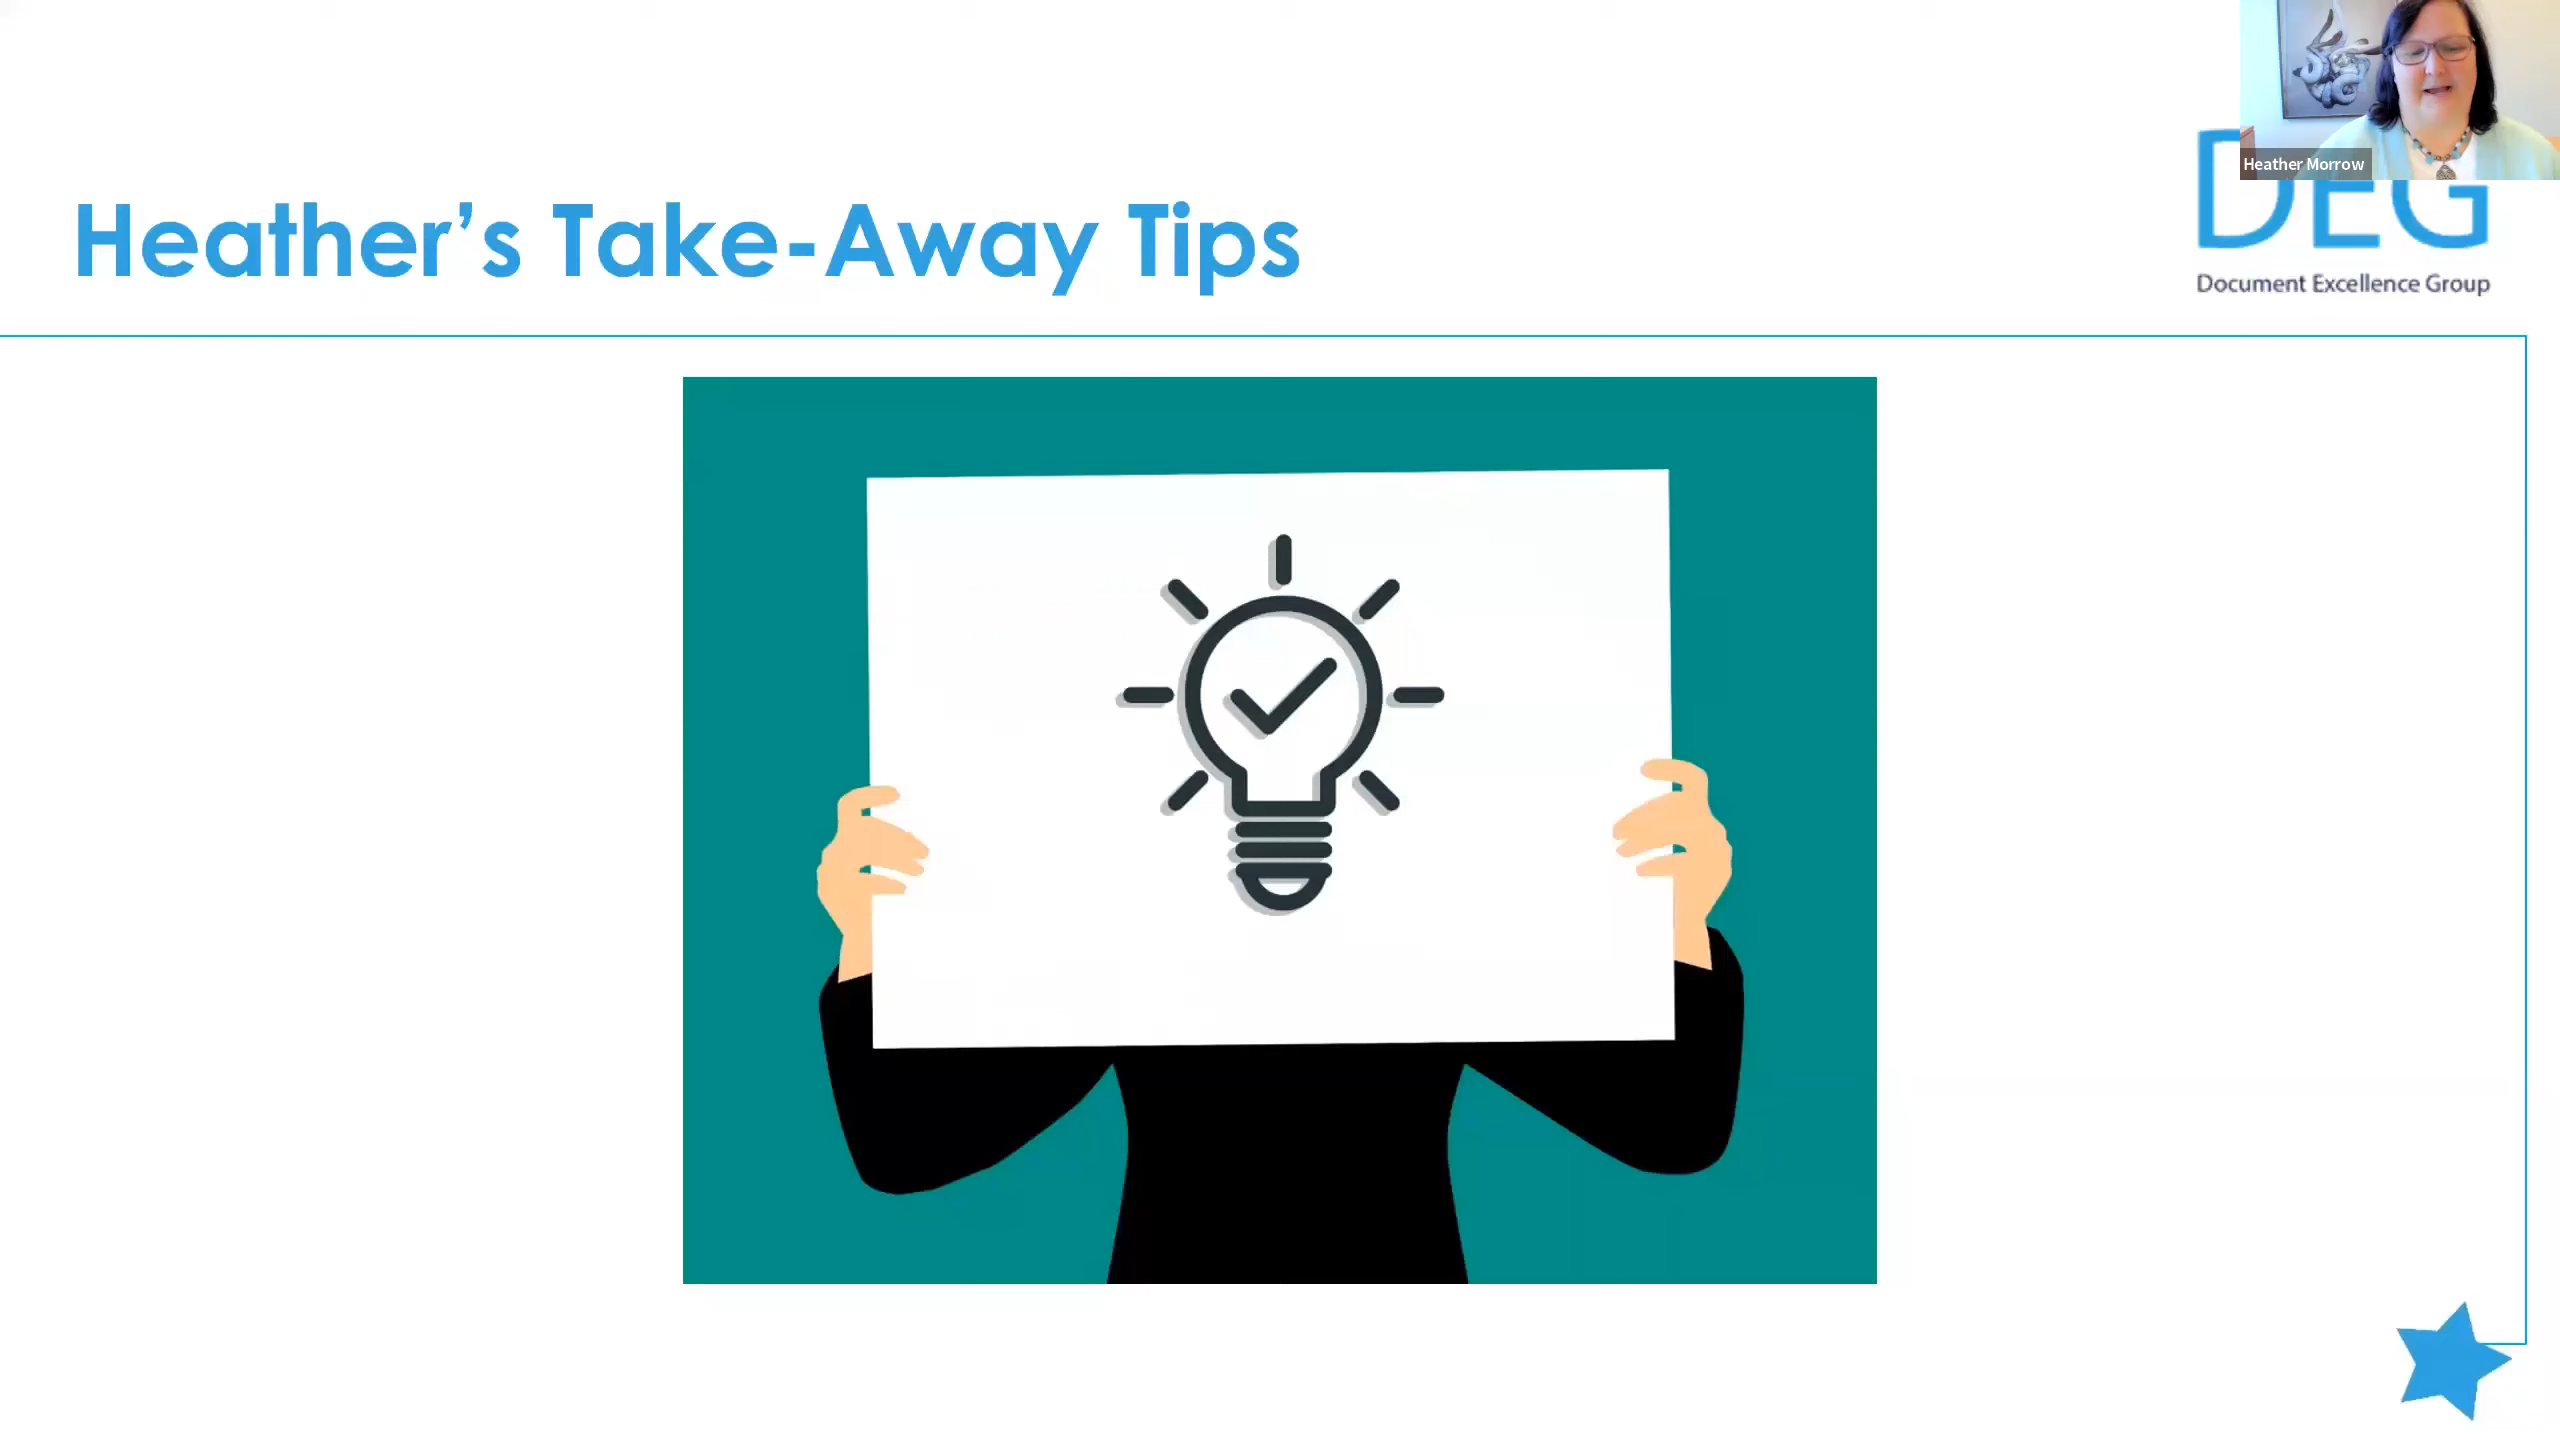 Heather’s Take-Away Tips
Heather Morrow
DEG
Document Excellence Group